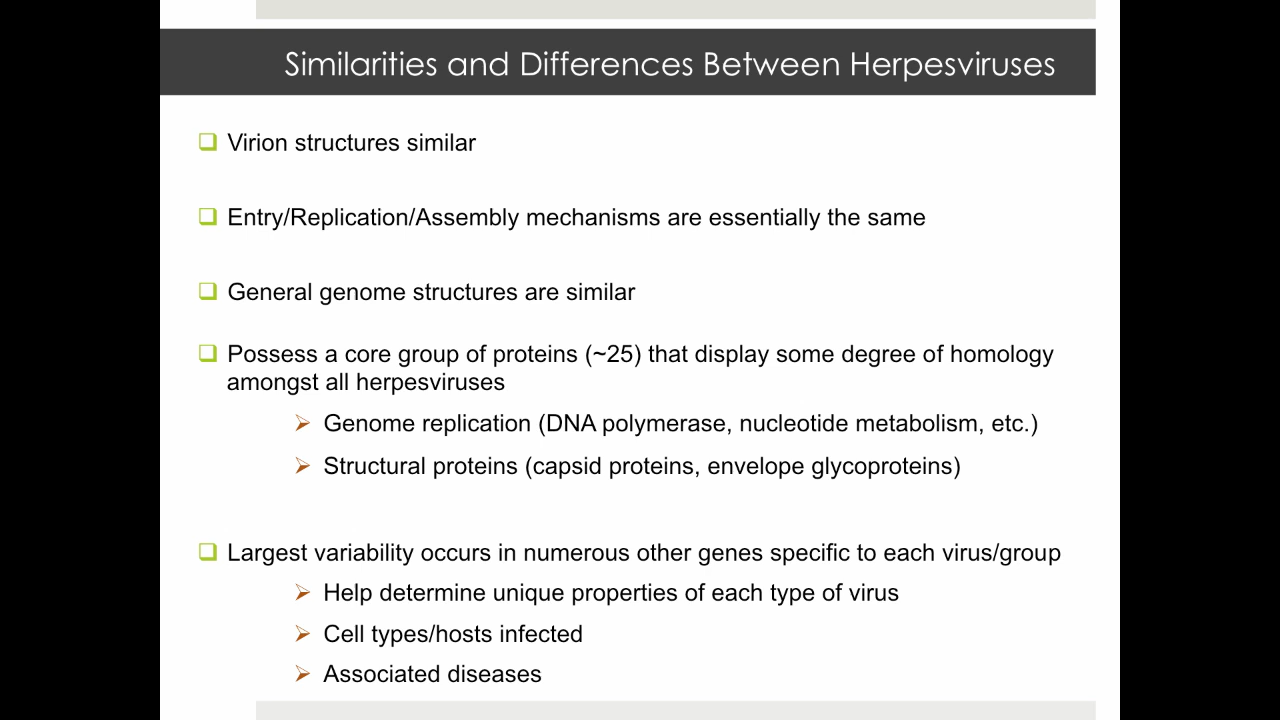 Similarities and Differences Between Herpesviruses
Virion structures similar
Entry/Replication/Assembly mechanisms are essentially the same
General genome structures are similar
Possess a core group of proteins (~25) that display some degree of homology
amongst all herpesviruses
Genome replication (DNA polymerase, nucleotide metabolism, etc.)
Structural proteins (capsid proteins, envelope glycoproteins)
Largest variability occurs in numerous other genes specific to each virus/group
Help determine unique properties of each type of virus
Cell types/hosts infected
Associated diseases